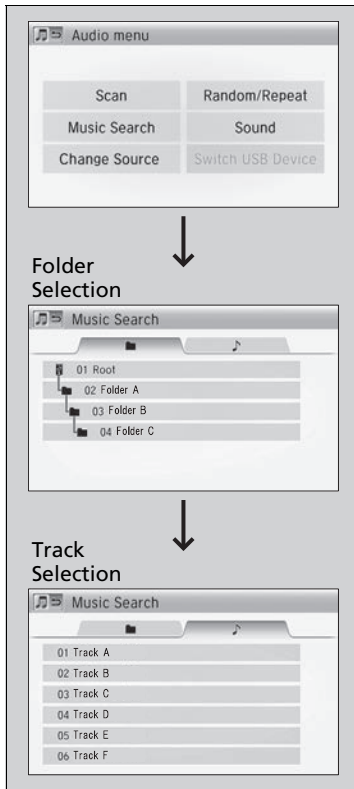 Audio menu
Scan
Random/Repeat
Music Search
Sound
Change Source
Switch USB Device
Folder
Selection
Music Search
01 Root
02 Folder A
03 Folder B
04 Folder C
Track
Selection
Music Search
01 Track A
02 Track B
03 Track C
04 Track D
05 Track E
06 Track F